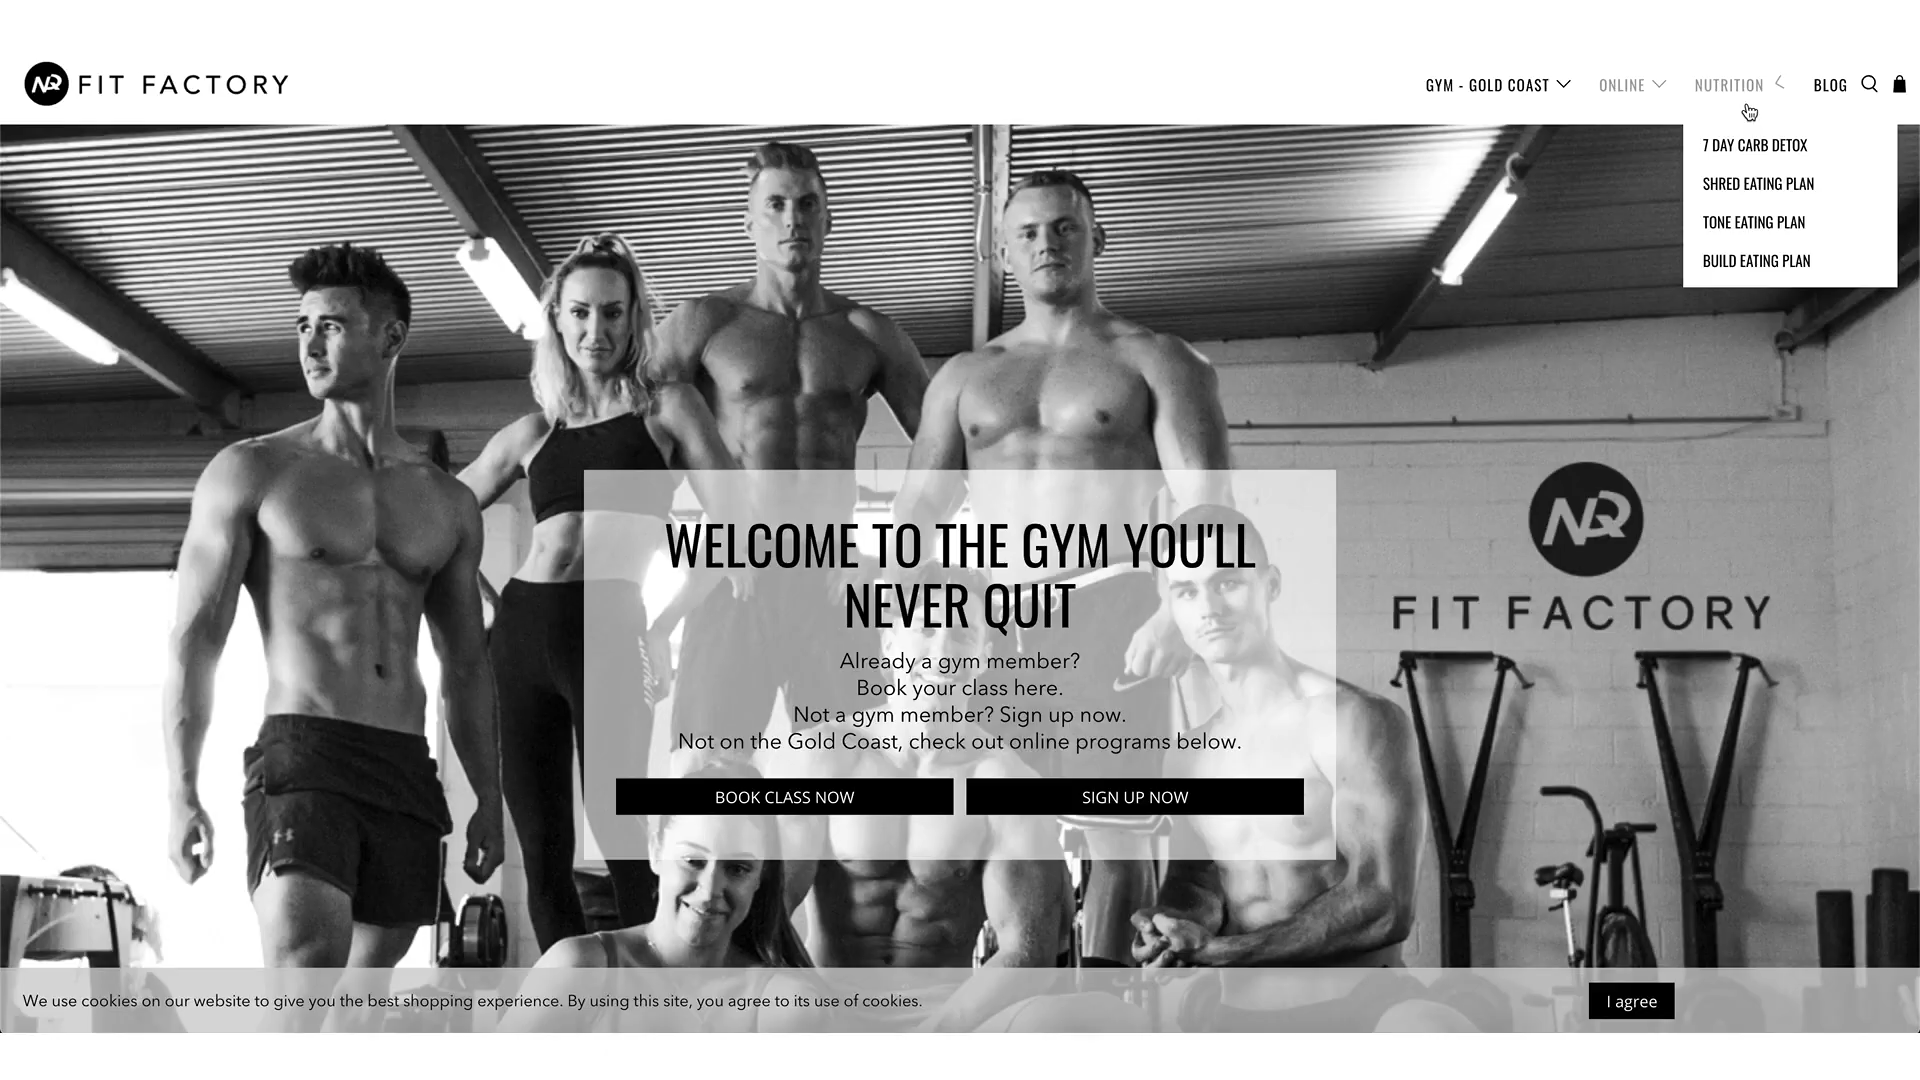 NQ FIT FACTORY
GYM - GOLD COAST
ONLINE
NUTRITION
BLOG
7 DAY CARB DETOX
SHRED EATING PLAN
TONE EATING PLAN
BUILD EATING PLAN
WELCOME TO THE GYM YOU'LL
NEVER QUIT
Already a gym member?
Book your class here.
Not a gym member? Sign up now.
Not on the Gold Coast, check out online programs below.
BOOK CLASS NOW
SIGN UP NOW
NQ
FIT FACTORY
We use cookies on our website to give you the best shopping experience. By using this site, you agree to its use of cookies.
I agree